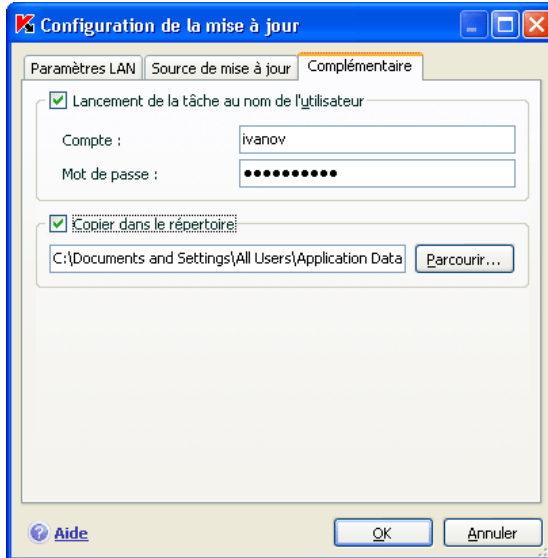 Configuration de la mise à jour
Paramètres LAN Source de mise à jour Complémentaire
Lancement de la tâche au nom de l'utilisateur
Compte : ivanov
Mot de passe : ••••••••••
Copier dans le répertoire
C:\Documents and Settings\All Users\Application Data Parcourir...
Aide OK Annuler